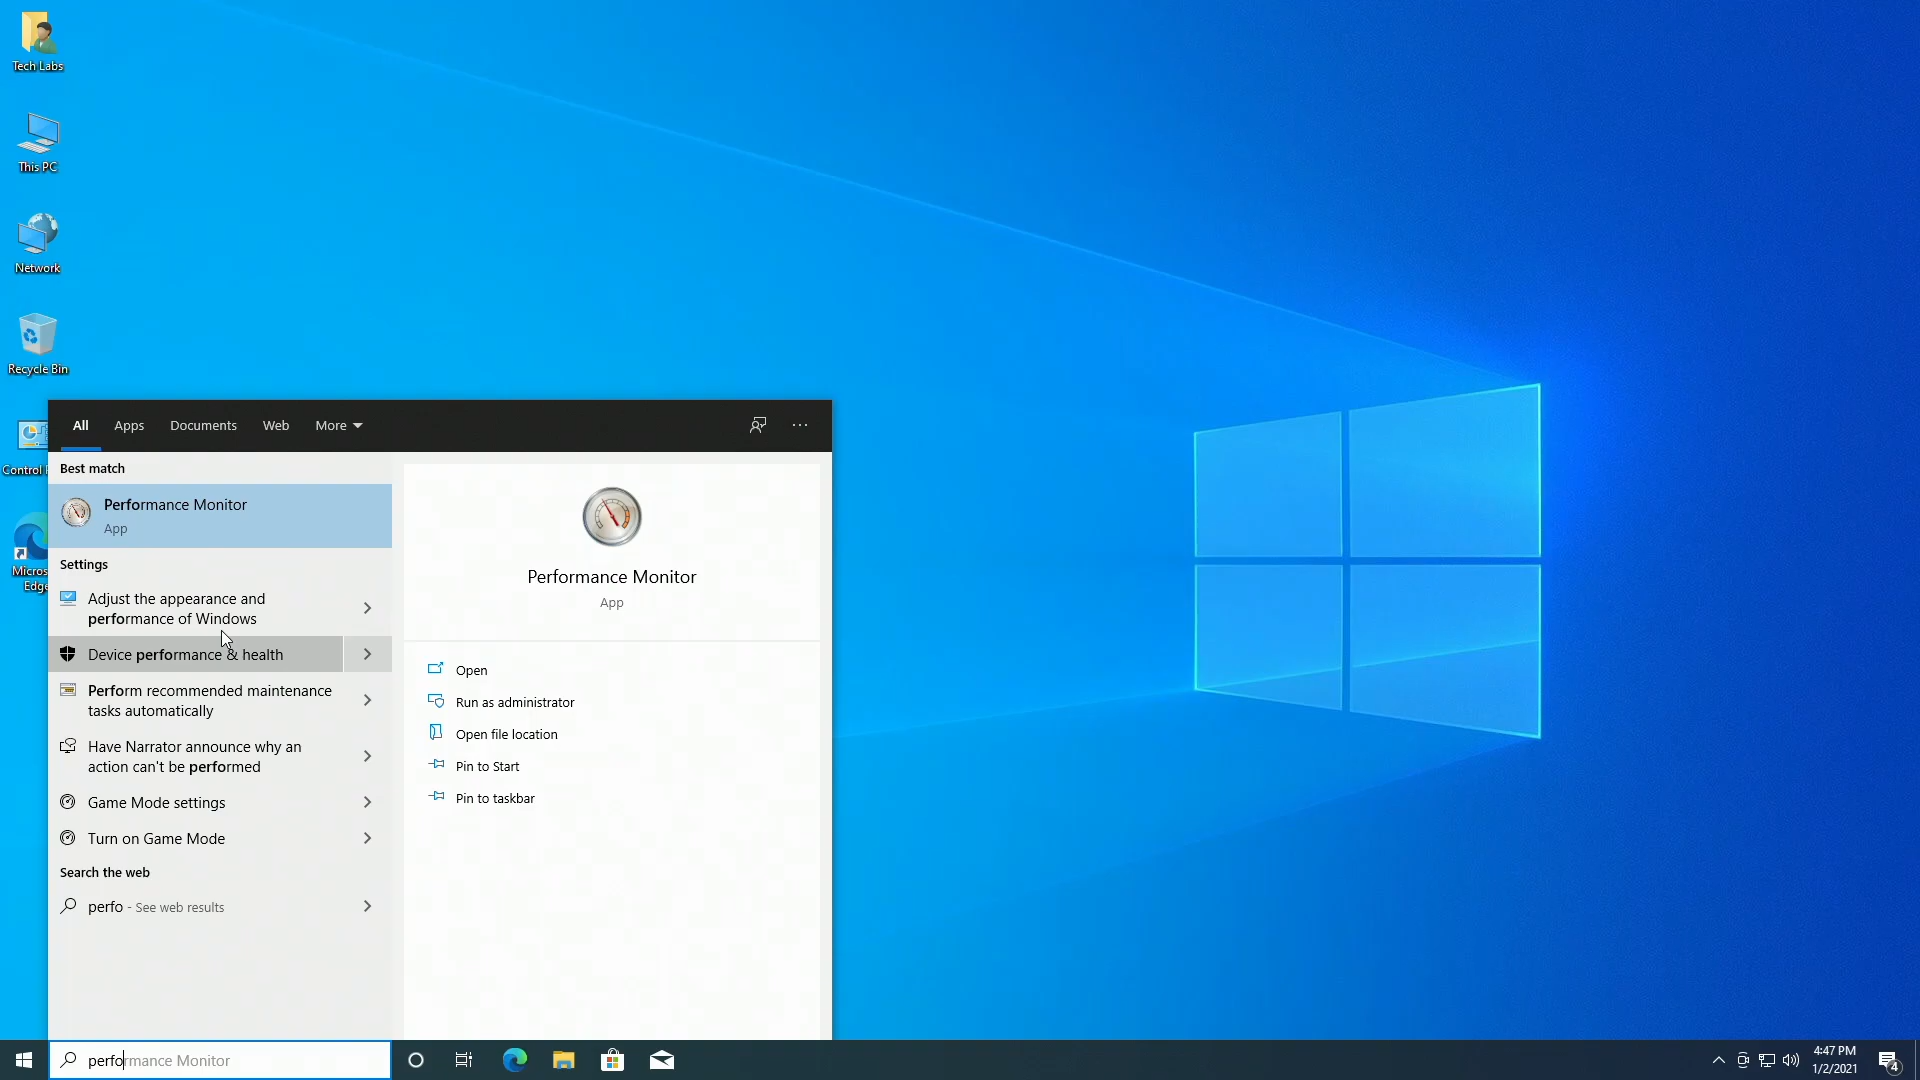 Tech Labs
This PC
Network
Recycle Bin
Control
Micros
Edge
All Apps Documents Web More
Best match
Performance Monitor
App
Settings
Adjust the appearance and
performance of Windows
Device performance & health
Perform recommended maintenance
tasks automatically
Have Narrator announce why an
action can't be performed
Game Mode settings
Turn on Game Mode
Search the web
perfo - See web results
Performance Monitor
App
Open
Run as administrator
Open file location
Pin to Start
Pin to taskbar
performance Monitor
4:47 PM
1/2/2021
4